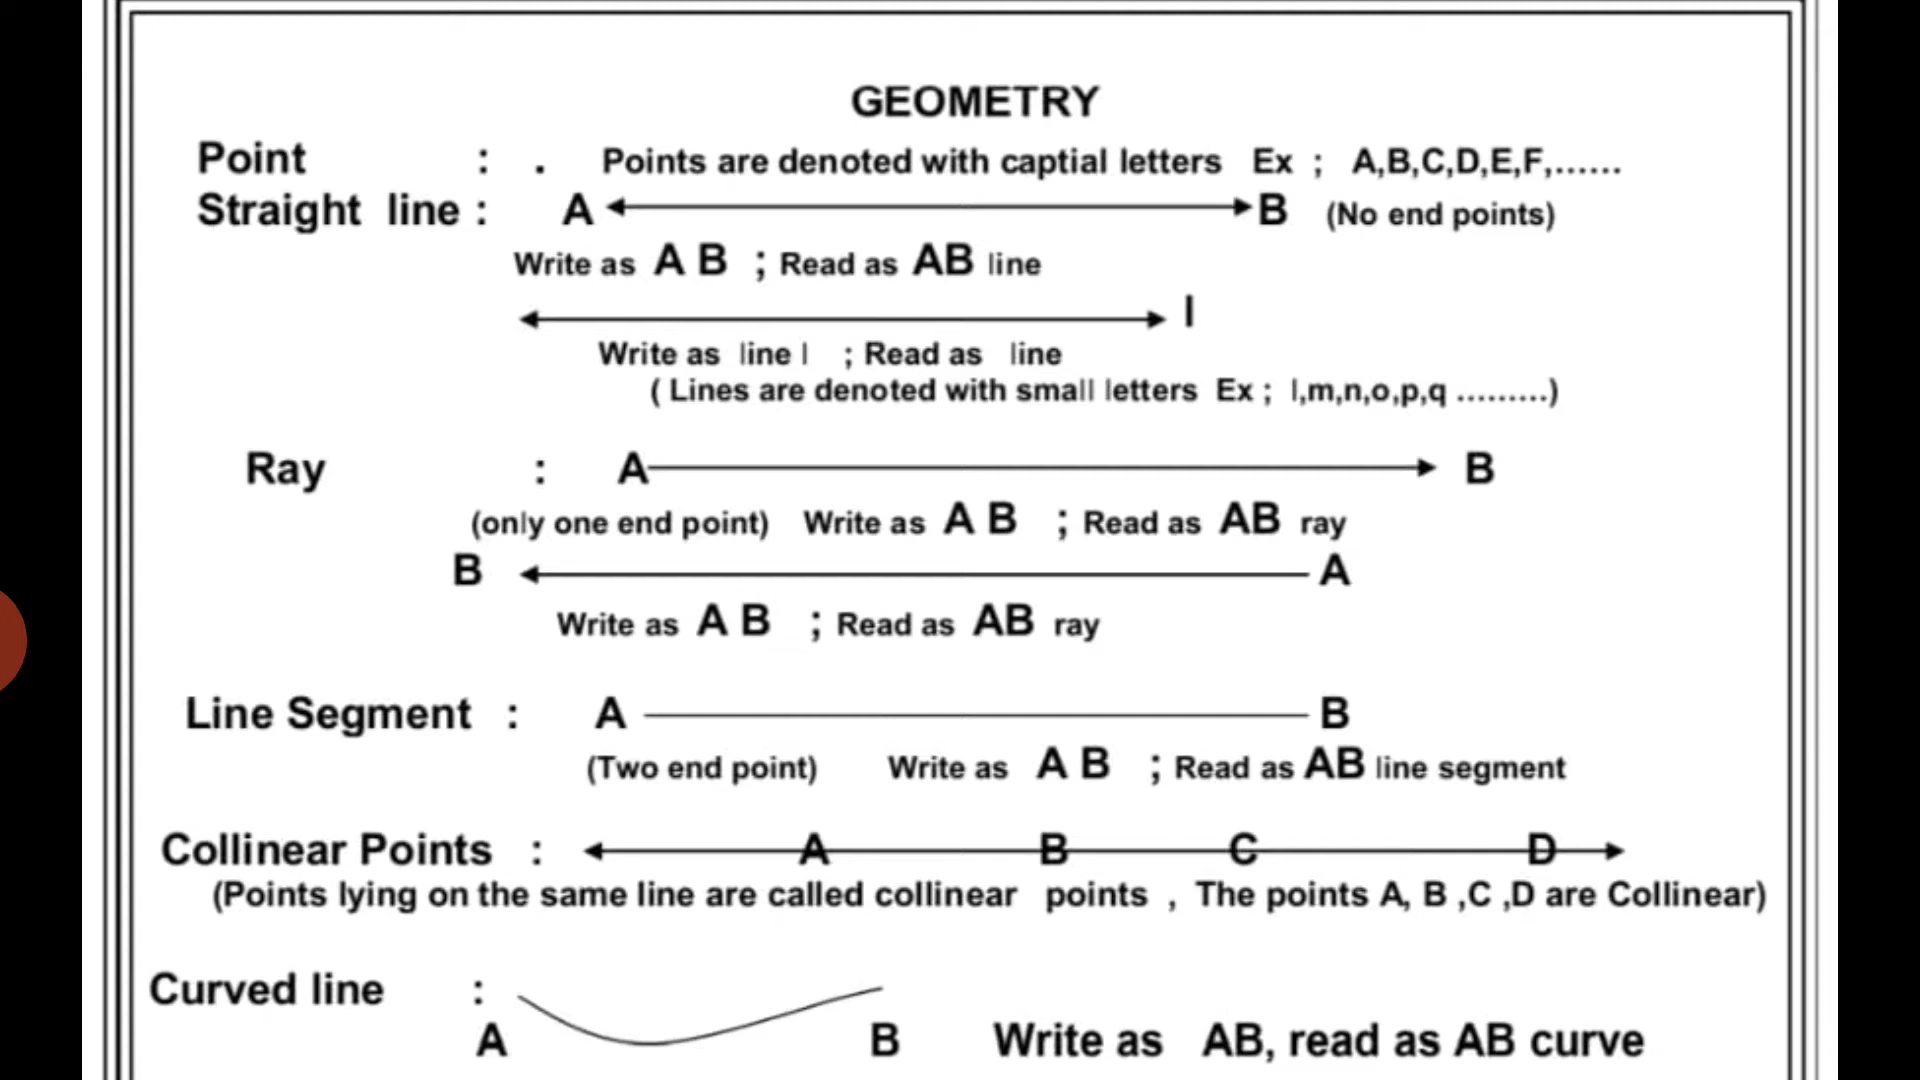 GEOMETRY
Point : . Points are denoted with captial letters Ex ; A,B,C,D,E,F,......
Straight line : A B (No end points)
Write as A B ; Read as AB line
l
Write as line l ; Read as line
( Lines are denoted with small letters Ex ; l,m,n,o,p,q .........)
Ray : A B
(only one end point) Write as A B ; Read as AB ray
B A
Write as A B ; Read as AB ray
Line Segment : A B
(Two end point) Write as A B ; Read as AB line segment
Collinear Points : A B C D
(Points lying on the same line are called collinear points , The points A, B ,C ,D are Collinear)
Curved line :
A B Write as AB, read as AB curve